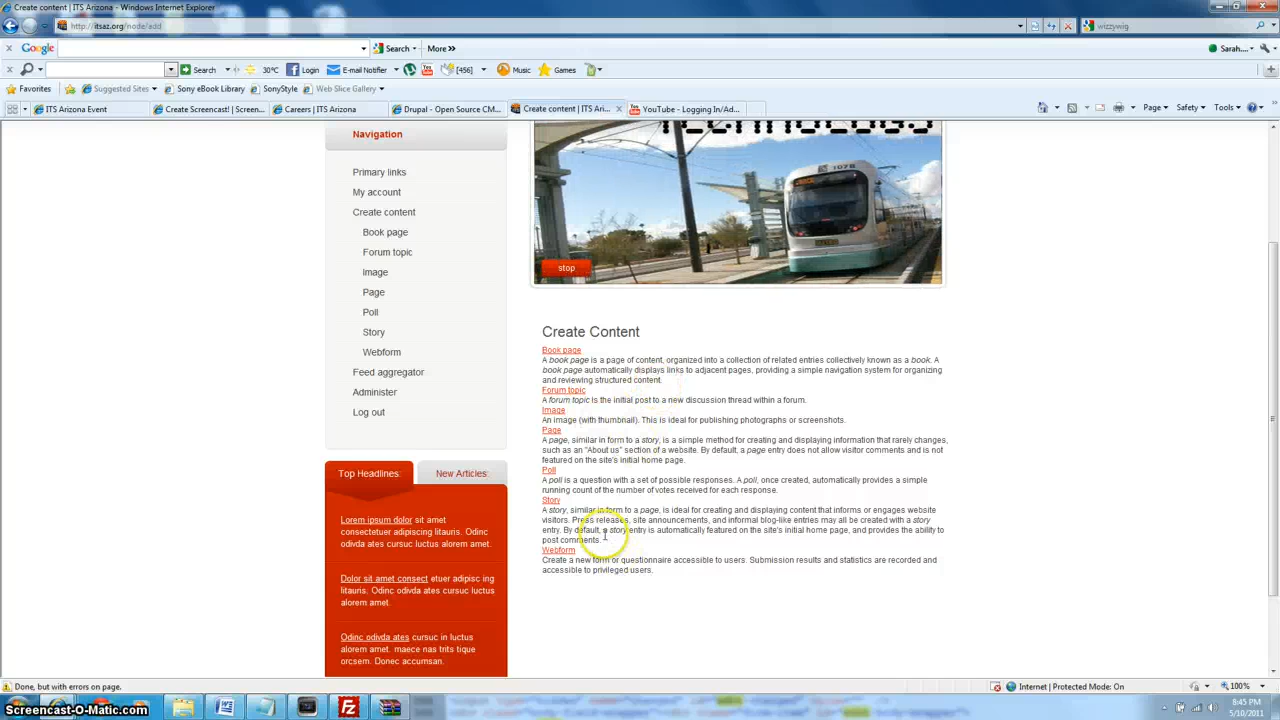 Create content | ITS Arizona - Windows Internet Explorer
http://itsaz.org/node/add
wizzywig
Google
Search
More »
Sarah...
Search
30°C
Login
E-mail Notifier
[456]
Music
Games
Favorites
Suggested Sites
Sony eBook Library
SonyStyle
Web Slice Gallery
ITS Arizona Event
Create Screencast! | Screen...
Careers | ITS Arizona
Drupal - Open Source CM...
Create content | ITS Ari...
YouTube - Logging In/Ad...
Page
Safety
Tools
Navigation
Primary links
My account
Create content
Book page
Forum topic
Image
Page
Poll
Story
Webform
Feed aggregator
Administer
Log out
Top Headlines:
New Articles:
Lorem ipsum dolor sit amet
consectetuer adipiscing litauris. Odinc
odivda ates cursuc luctus alorem amet.
Dolor sit amet consect etuer adipisc ing
litauris. Odinc odivda ates cursuc luctus
alorem amet.
Odinc odivda ates cursuc in luctus
alorem amet. maece nas trits tique
orcsem. Donec accumsan.
1078
stop
Create Content
Book page
A book page is a page of content, organized into a collection of related entries collectively known as a book. A
book page automatically displays links to adjacent pages, providing a simple navigation system for organizing
and reviewing structured content.
Forum topic
A forum topic is the initial post to a new discussion thread within a forum.
Image
An image (with thumbnail). This is ideal for publishing photographs or screenshots.
Page
A page, similar in form to a story, is a simple method for creating and displaying information that rarely changes,
such as an "About us" section of a website. By default, a page entry does not allow visitor comments and is not
featured on the site's initial home page.
Poll
A poll is a question with a set of possible responses. A poll, once created, automatically provides a simple
running count of the number of votes received for each response.
Story
A story, similar in form to a page, is ideal for creating and displaying content that informs or engages website
visitors. Press releases, site announcements, and informal blog-like entries may all be created with a story
entry. By default, a story entry is automatically featured on the site's initial home page, and provides the ability to
post comments.
Webform
Create a new form or questionnaire accessible to users. Submission results and statistics are recorded and
accessible to privileged users.
Done, but with errors on page.
Internet | Protected Mode: On
100%
Screencast-O-Matic.com
8:45 PM
5/10/2011